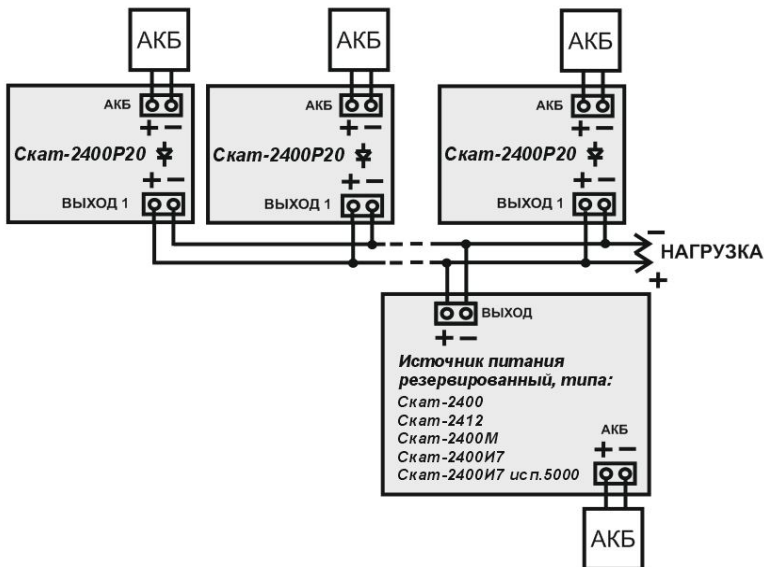 АКБ АКБ АКБ
АКБ АКБ АКБ
+ − + − + −
Скат-2400Р20 Скат-2400Р20 Скат-2400Р20
+ − + − + −
ВЫХОД 1 ВЫХОД 1 ВЫХОД 1
−
НАГРУЗКА
+
ВЫХОД
+ −
Источник питания
резервированный, типа:
Скат-2400
Скат-2412
Скат-2400М
Скат-2400И7
Скат-2400И7 исп.5000
АКБ
+ −
АКБ